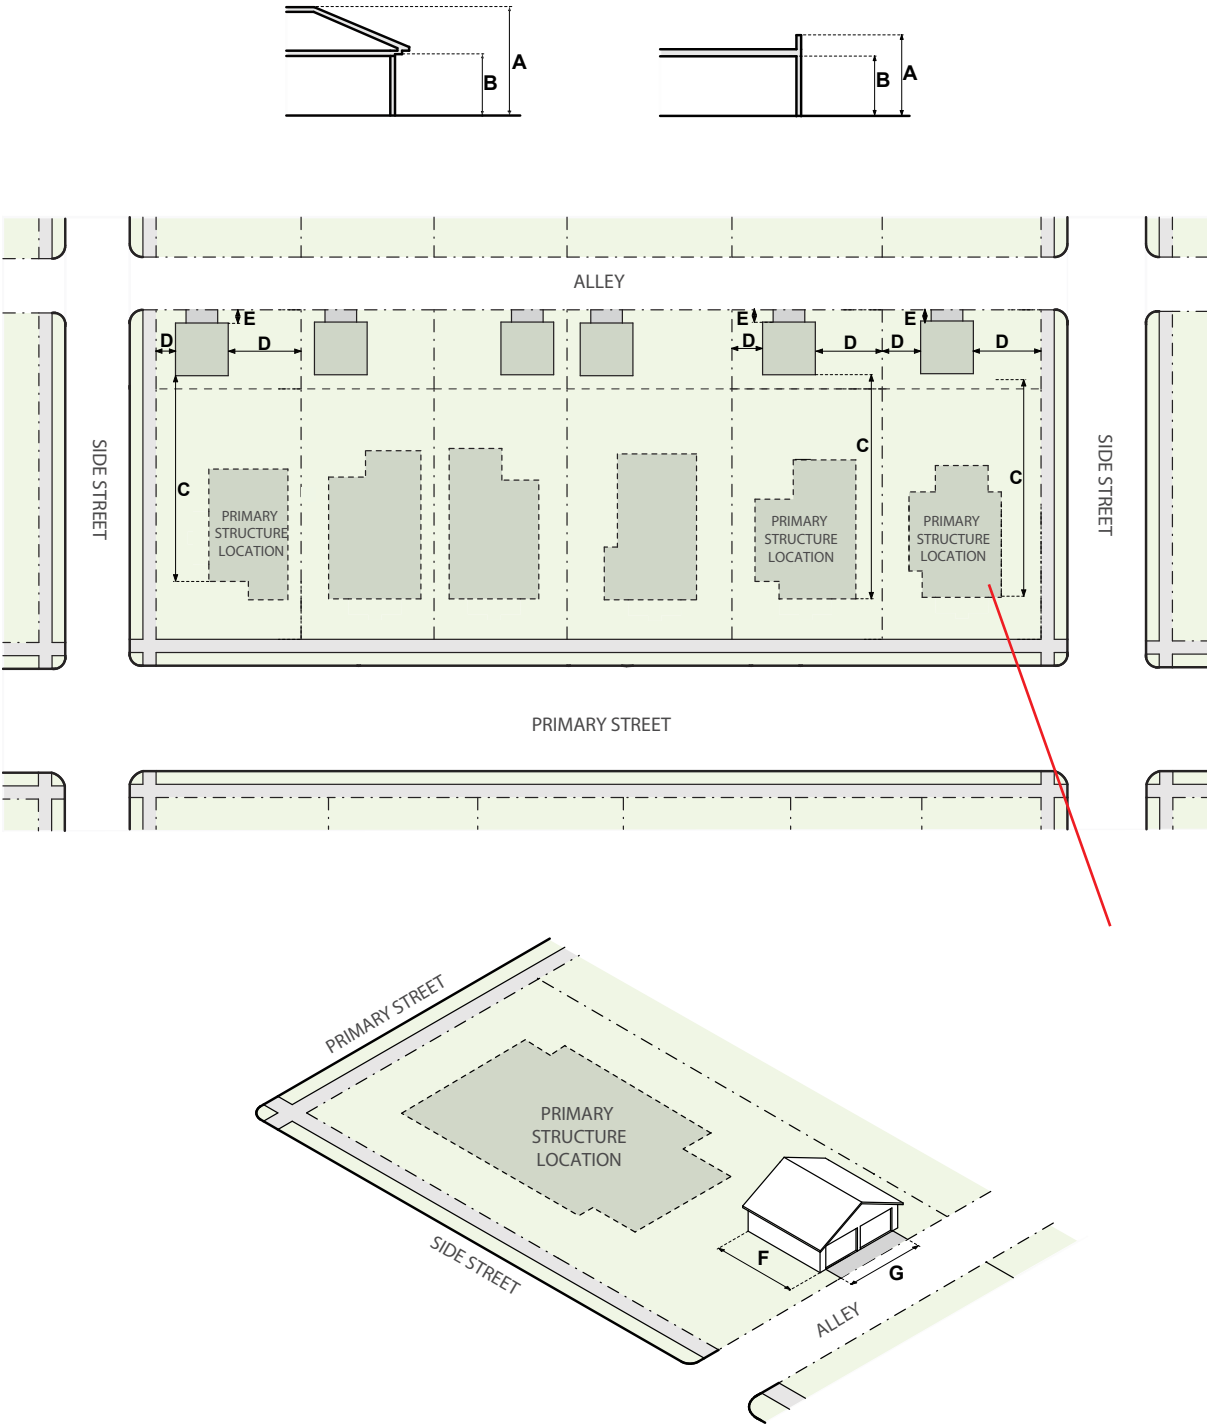 A
B
A
B
ALLEY
E
D
D
E
D
D
E
D
D
SIDE STREET
C
PRIMARY
STRUCTURE
LOCATION
C
PRIMARY
STRUCTURE
LOCATION
C
PRIMARY
STRUCTURE
LOCATION
SIDE STREET
PRIMARY STREET
PRIMARY STREET
PRIMARY
STRUCTURE
LOCATION
SIDE STREET
F
G
ALLEY